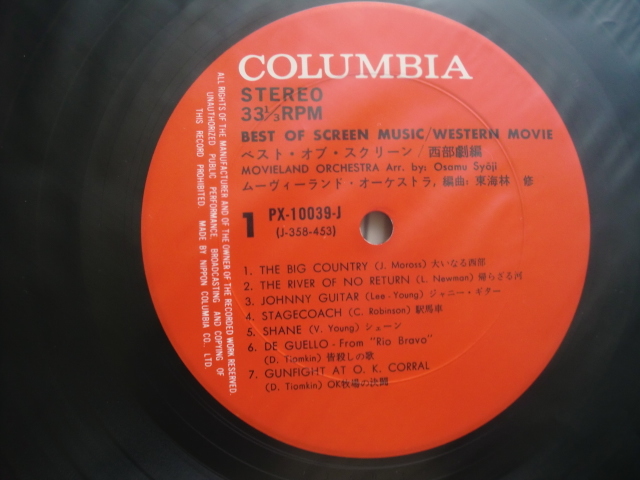 COLUMBIA
STEREO
33 1/3 RPM
BEST OF SCREEN MUSIC/WESTERN MOVIE
ベスト・オブ・スクリーン/西部劇編
MOVIELAND ORCHESTRA Arr. by: Osamu Syōji
ムーヴィーランド・オーケストラ, 編曲:東海林 修
1 PX-10039-J
(J-358-453)
1. THE BIG COUNTRY (J. Moross) 大いなる西部
2. THE RIVER OF NO RETURN (L. Newman) 帰らざる河
3. JOHNNY GUITAR (Lee-Young) ジャニー・ギター
4. STAGECOACH (C. Robinson) 駅馬車
5. SHANE (V. Young) シェーン
6. DE GUELLO-From "Rio Bravo"
(D. Tiomkin) 皆殺しの歌
7. GUNFIGHT AT O. K. CORRAL
(D. Tiomkin) OK牧場の決闘
ALL RIGHTS OF THE MANUFACTURER AND OF THE OWNER OF THE RECORDED WORK RESERVED.
UNAUTHORIZED PUBLIC PERFORMANCE, BROADCASTING AND COPYING OF
THIS RECORD PROHIBITED. MADE BY NIPPON COLUMBIA CO., LTD.